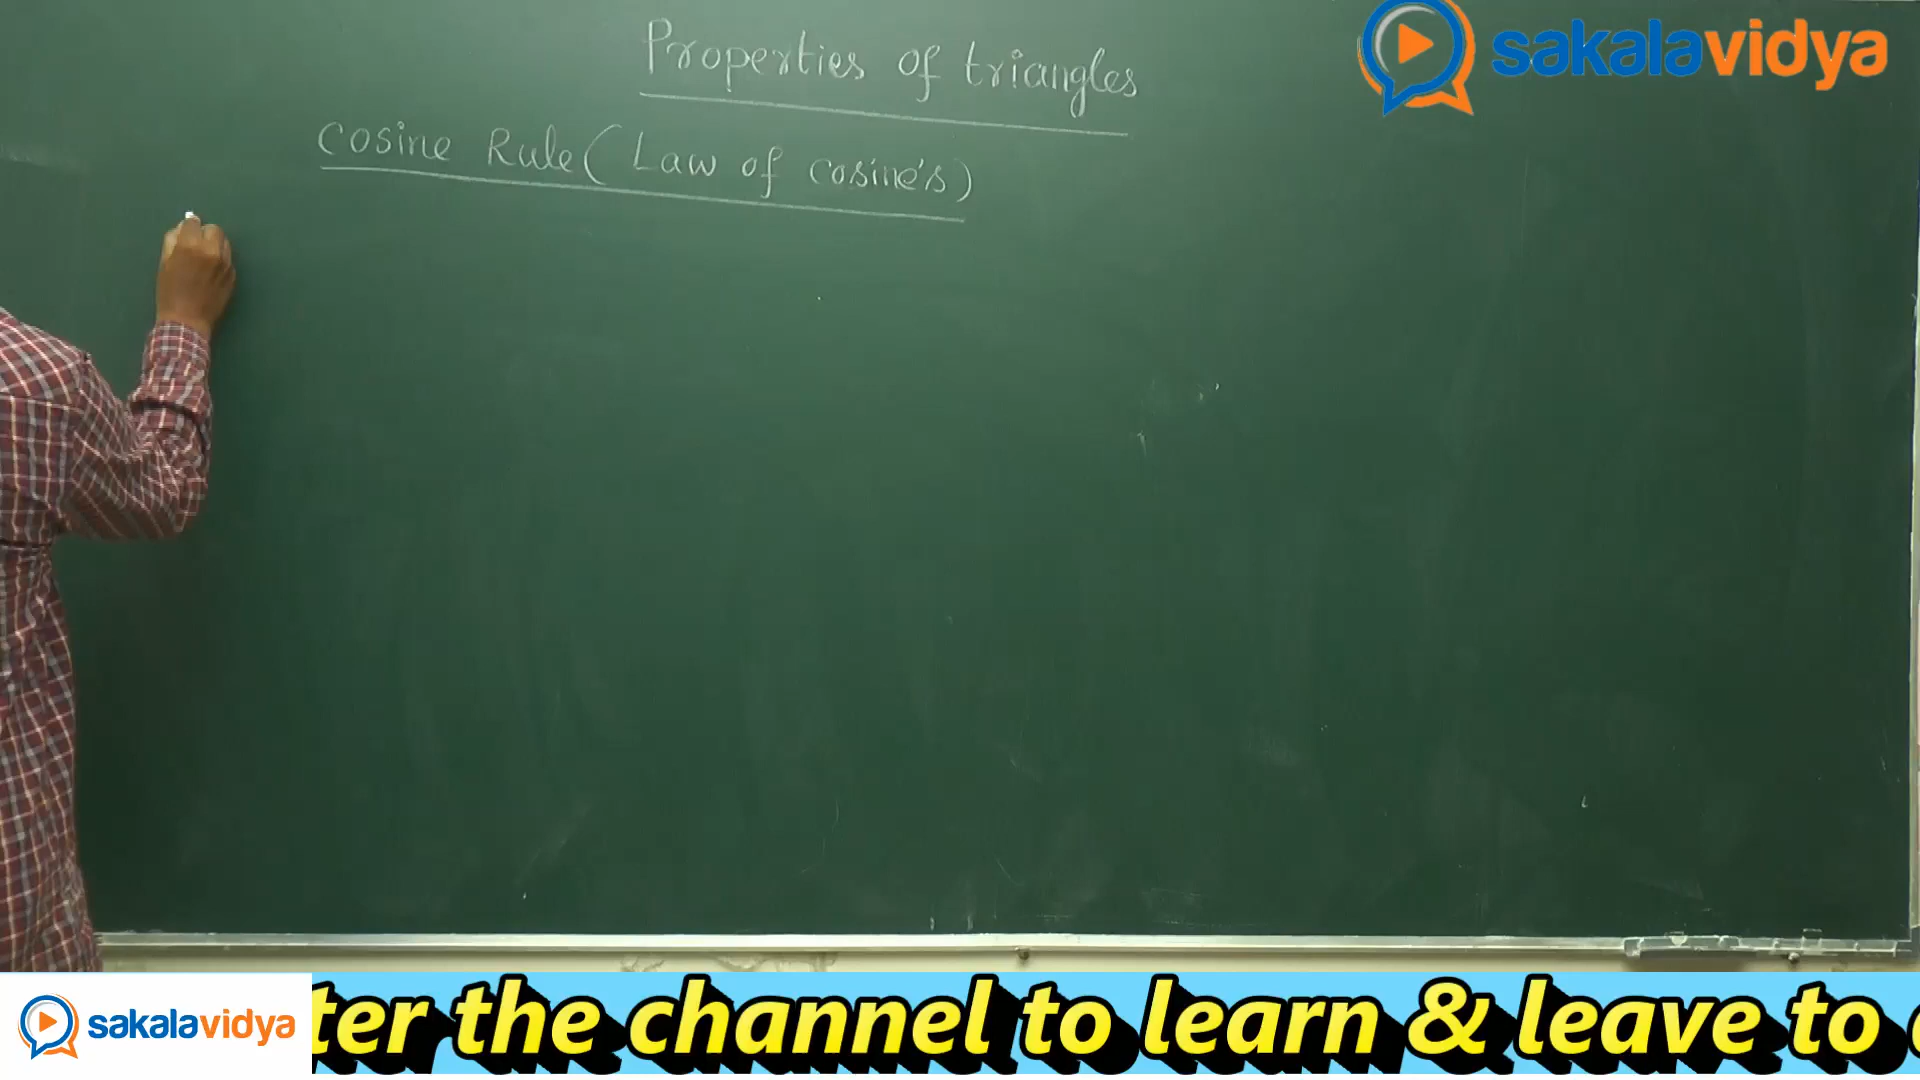 Properties of triangles
sakalavidya
cosine Rule (Law of cosine's)
sakalavidya
ter the channel to learn & leave to